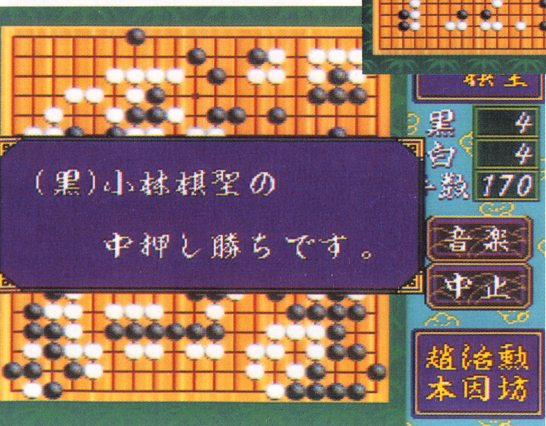 棋聖
黒 4
白 4
手数 170
(黒)小林棋聖の
中押し勝ちです。
音楽
中止
趙治勲
本因坊